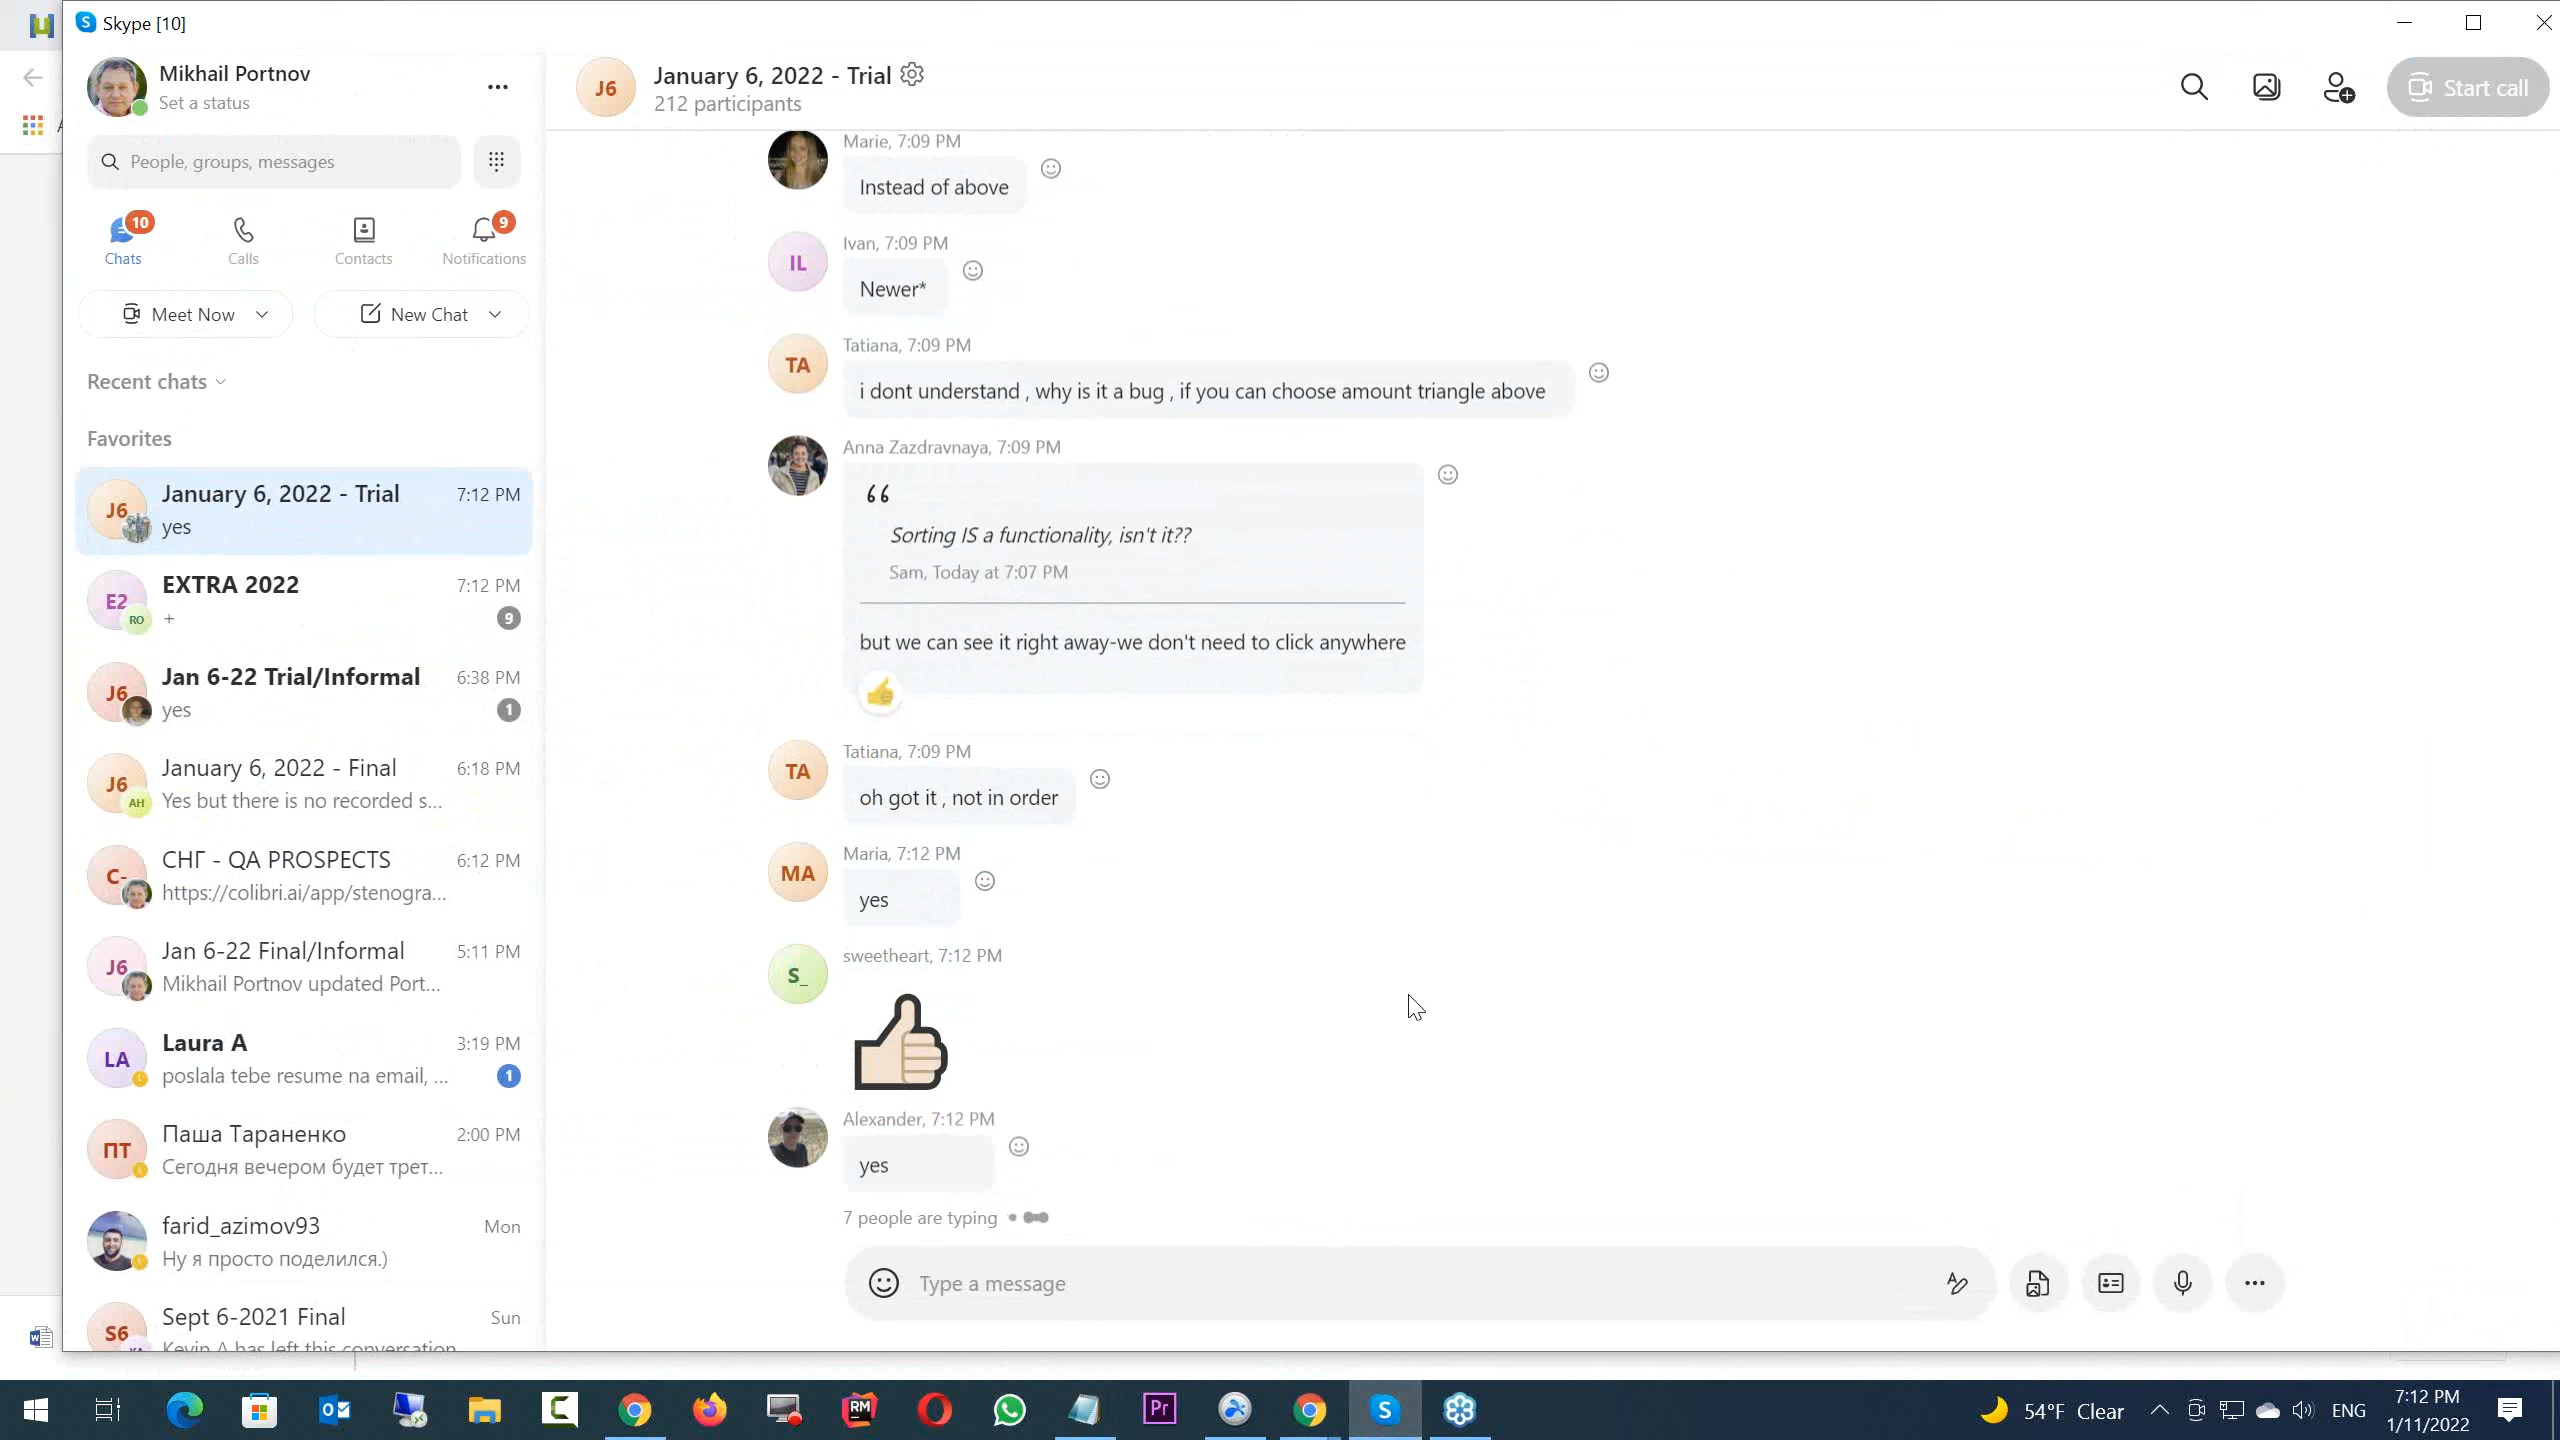 Skype [10]
Mikhail Portnov
Set a status
People, groups, messages
10
Chats
Calls
Contacts
9
Notifications
Meet Now
New Chat
Recent chats
Favorites
J6
January 6, 2022 - Trial
7:12 PM
yes
E2
RO
EXTRA 2022
7:12 PM
+
9
J6
Jan 6-22 Trial/Informal
6:38 PM
yes
1
J6
AH
January 6, 2022 - Final
6:18 PM
Yes but there is no recorded s...
C-
СНГ - QA PROSPECTS
6:12 PM
https://colibri.ai/app/stenogra...
J6
Jan 6-22 Final/Informal
5:11 PM
Mikhail Portnov updated Port...
LA
Laura A
3:19 PM
poslala tebe resume na email, ...
1
ПТ
Паша Тараненко
2:00 PM
Сегодня вечером будет трет...
farid_azimov93
Mon
Ну я просто поделился.)
S6
Sept 6-2021 Final
Sun
Kevin A has left this conversation
J6
January 6, 2022 - Trial
212 participants
Start call
Marie, 7:09 PM
Instead of above
IL
Ivan, 7:09 PM
Newer*
TA
Tatiana, 7:09 PM
i dont understand , why is it a bug , if you can choose amount triangle above
Anna Zazdravnaya, 7:09 PM
Sorting IS a functionality, isn't it??
Sam, Today at 7:07 PM
but we can see it right away-we don't need to click anywhere
TA
Tatiana, 7:09 PM
oh got it , not in order
MA
Maria, 7:12 PM
yes
S_
sweetheart, 7:12 PM
Alexander, 7:12 PM
yes
7 people are typing
Type a message
54°F Clear
ENG
7:12 PM
1/11/2022